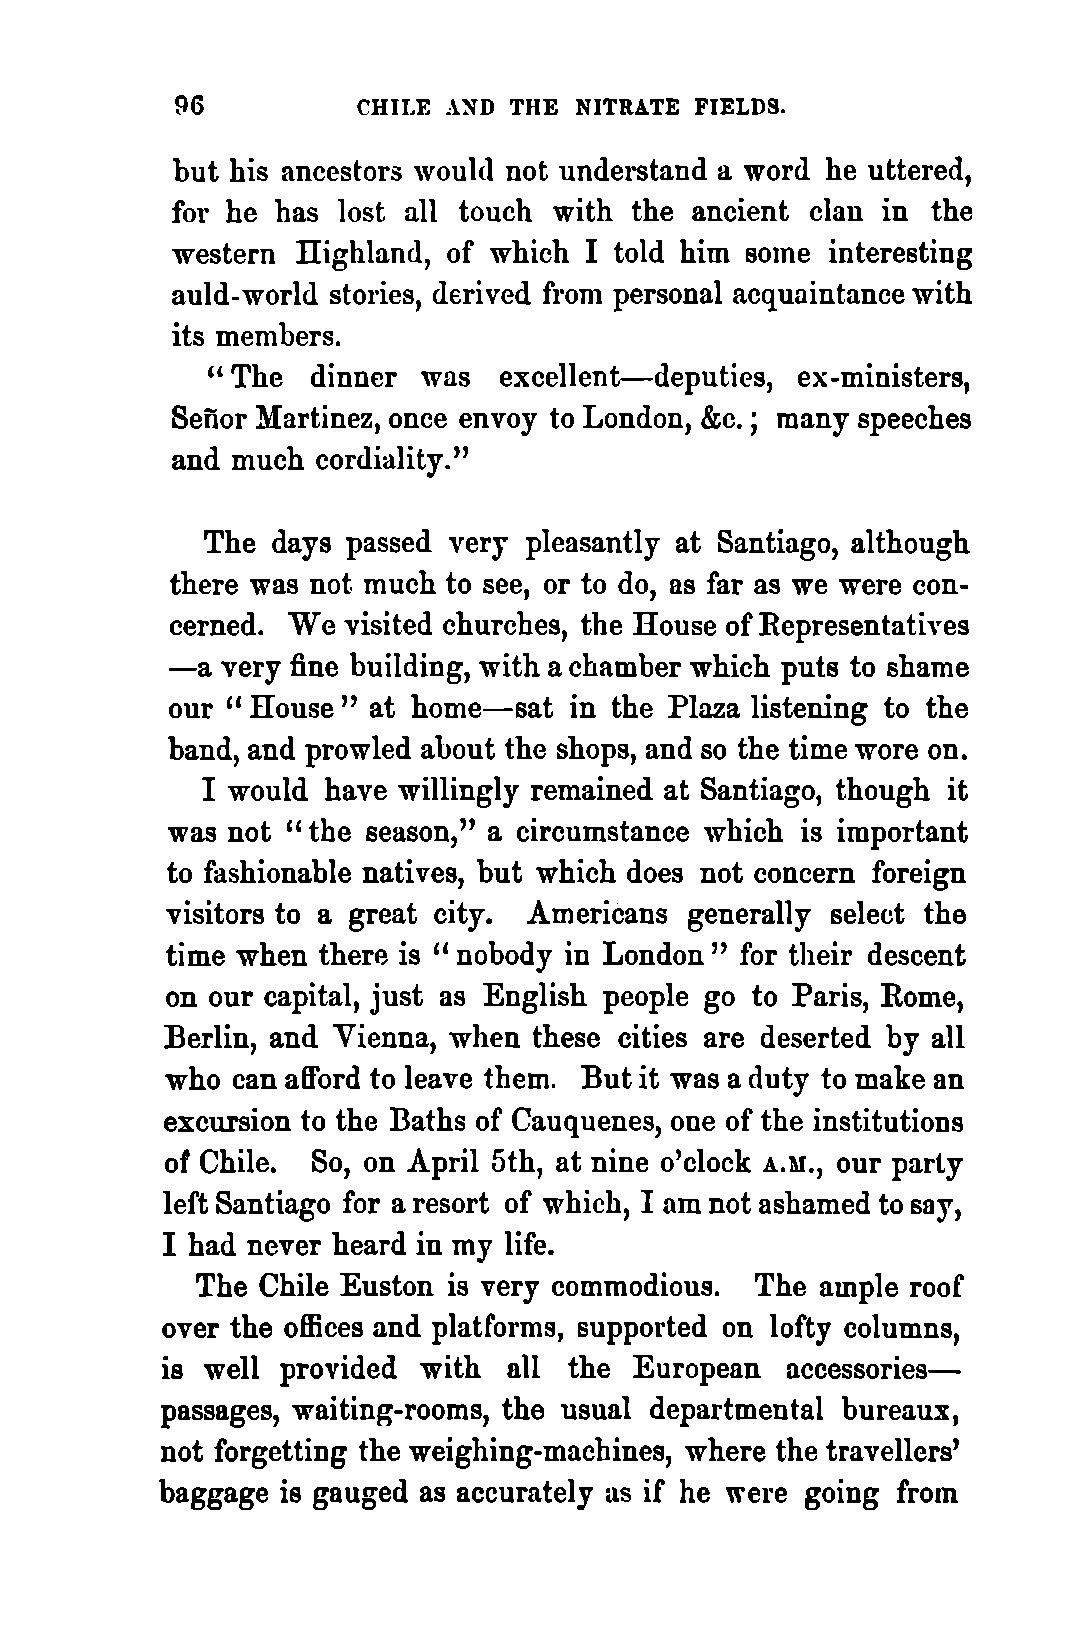 96 CHILE AND THE NITRATE FIELDS.
but his ancestors would not understand a word he uttered,
for he has lost all touch with the ancient clan in the
western Highland, of which I told him some interesting
auld-world stories, derived from personal acquaintance with
its members.
“The dinner was excellent—deputies, ex-ministers,
Señor Martinez, once envoy to London, &c.; many speeches
and much cordiality.”
The days passed very pleasantly at Santiago, although
there was not much to see, or to do, as far as we were con-
cerned. We visited churches, the House of Representatives
—a very fine building, with a chamber which puts to shame
our “House” at home—sat in the Plaza listening to the
band, and prowled about the shops, and so the time wore on.
I would have willingly remained at Santiago, though it
was not “the season,” a circumstance which is important
to fashionable natives, but which does not concern foreign
visitors to a great city. Americans generally select the
time when there is “nobody in London” for their descent
on our capital, just as English people go to Paris, Rome,
Berlin, and Vienna, when these cities are deserted by all
who can afford to leave them. But it was a duty to make an
excursion to the Baths of Cauquenes, one of the institutions
of Chile. So, on April 5th, at nine o’clock A.M., our party
left Santiago for a resort of which, I am not ashamed to say,
I had never heard in my life.
The Chile Euston is very commodious. The ample roof
over the offices and platforms, supported on lofty columns,
is well provided with all the European accessories—
passages, waiting-rooms, the usual departmental bureaux,
not forgetting the weighing-machines, where the travellers’
baggage is gauged as accurately as if he were going from